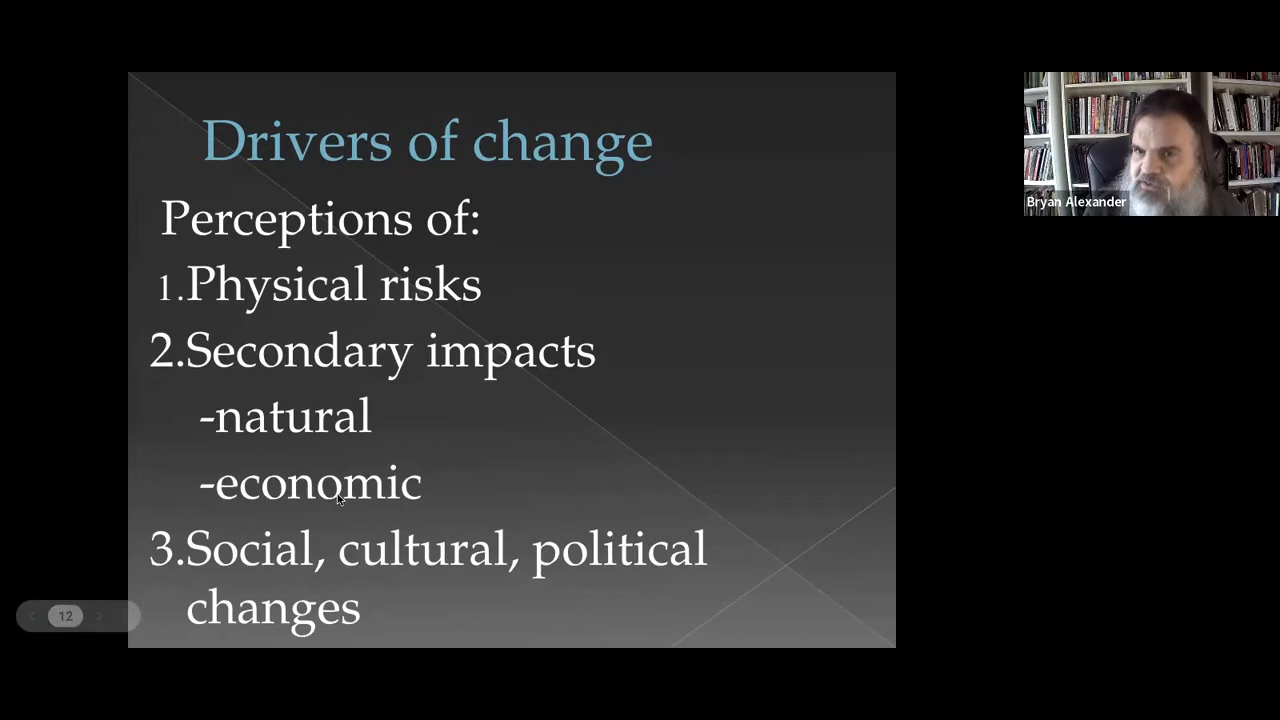 Drivers of change
Perceptions of:
1.Physical risks
2.Secondary impacts
-natural
-economic
3.Social, cultural, political
changes
12
Bryan Alexander